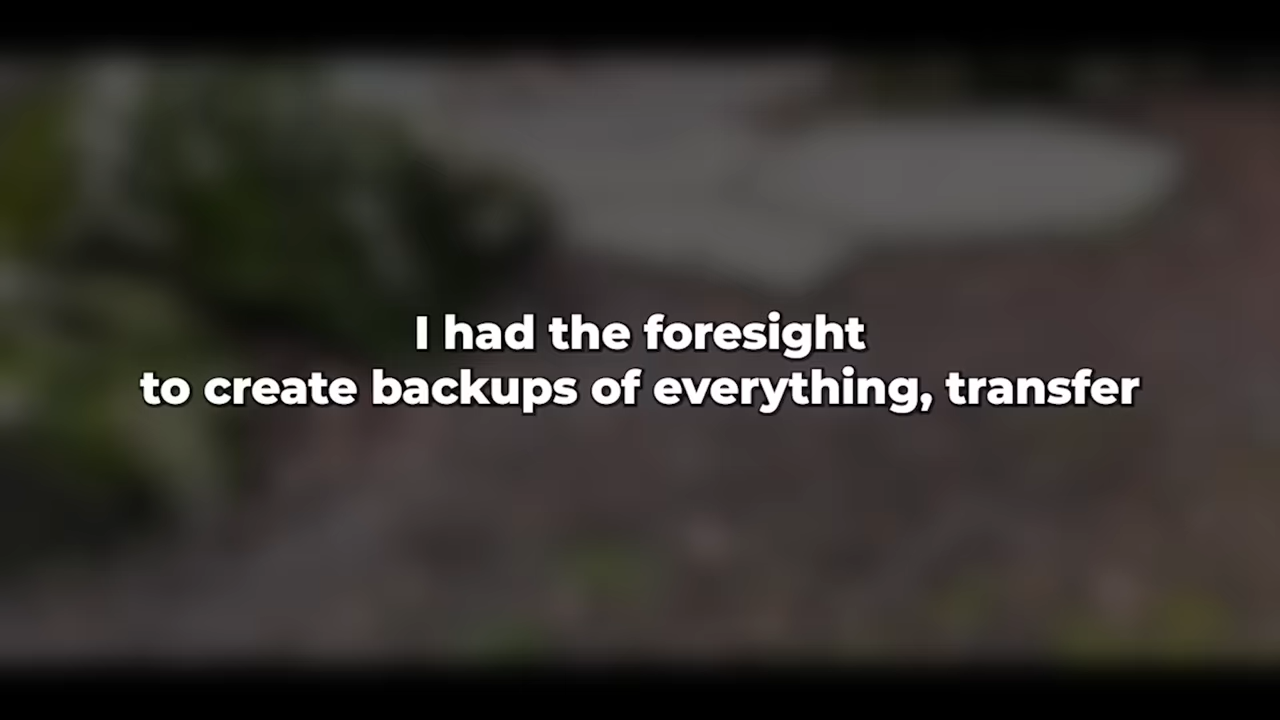 I had the foresight
to create backups of everything, transfer